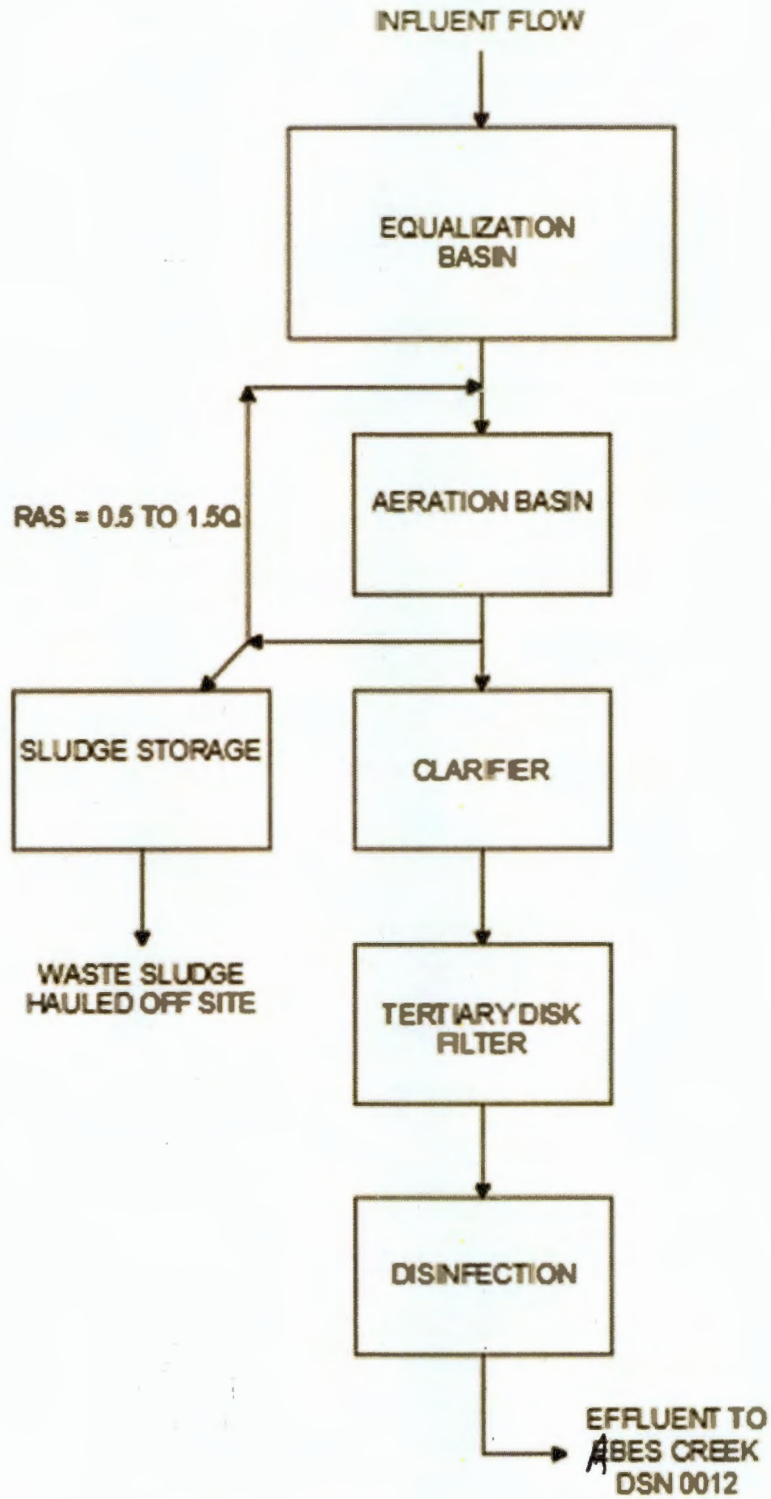 INFLUENT FLOW
EQUALIZATION
BASIN
AERATION BASIN
RAS = 0.5 TO 1.5Q
SLUDGE STORAGE
CLARIFIER
WASTE SLUDGE
HAULED OFF SITE
TERTIARY DISK
FILTER
DISINFECTION
EFFLUENT TO
ABES CREEK
DSN 0012